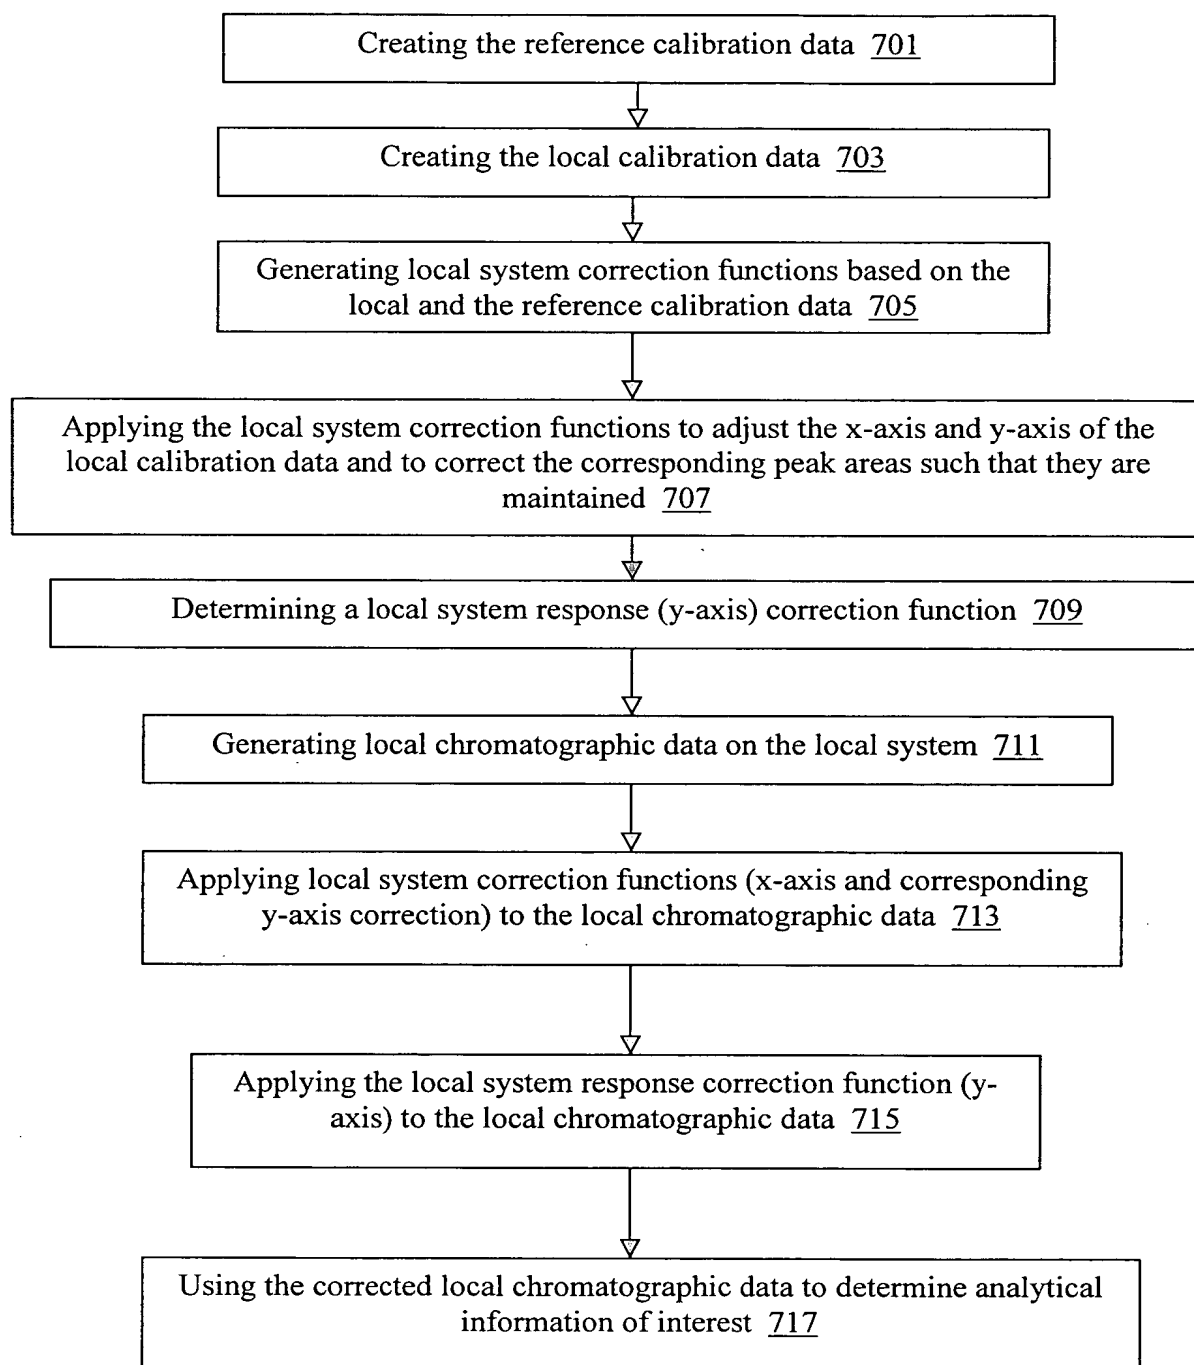 Creating the reference calibration data 701
Creating the local calibration data 703
Generating local system correction functions based on the
local and the reference calibration data 705
Applying the local system correction functions to adjust the x-axis and y-axis of the
local calibration data and to correct the corresponding peak areas such that they are
maintained 707
Determining a local system response (y-axis) correction function 709
Generating local chromatographic data on the local system 711
Applying local system correction functions (x-axis and corresponding
y-axis correction) to the local chromatographic data 713
Applying the local system response correction function (y-
axis) to the local chromatographic data 715
Using the corrected local chromatographic data to determine analytical
information of interest 717